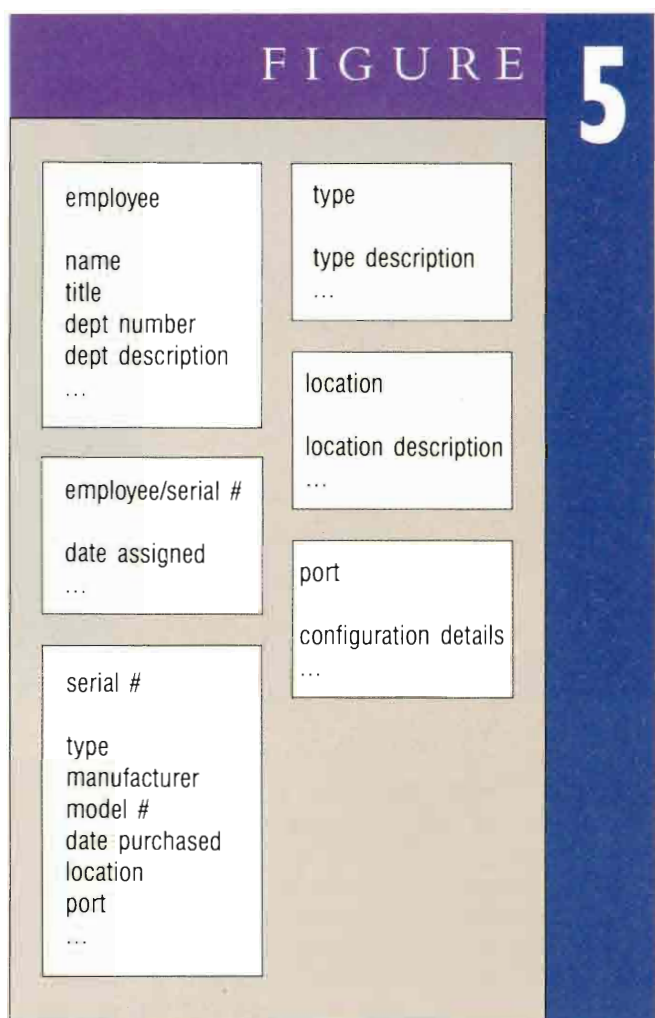 FIGURE 5
employee
name
title
dept number
dept description
...
employee/serial #
date assigned
...
serial #
type
manufacturer
model #
date purchased
location
port
...
type
type description
...
location
location description
...
port
configuration details
...